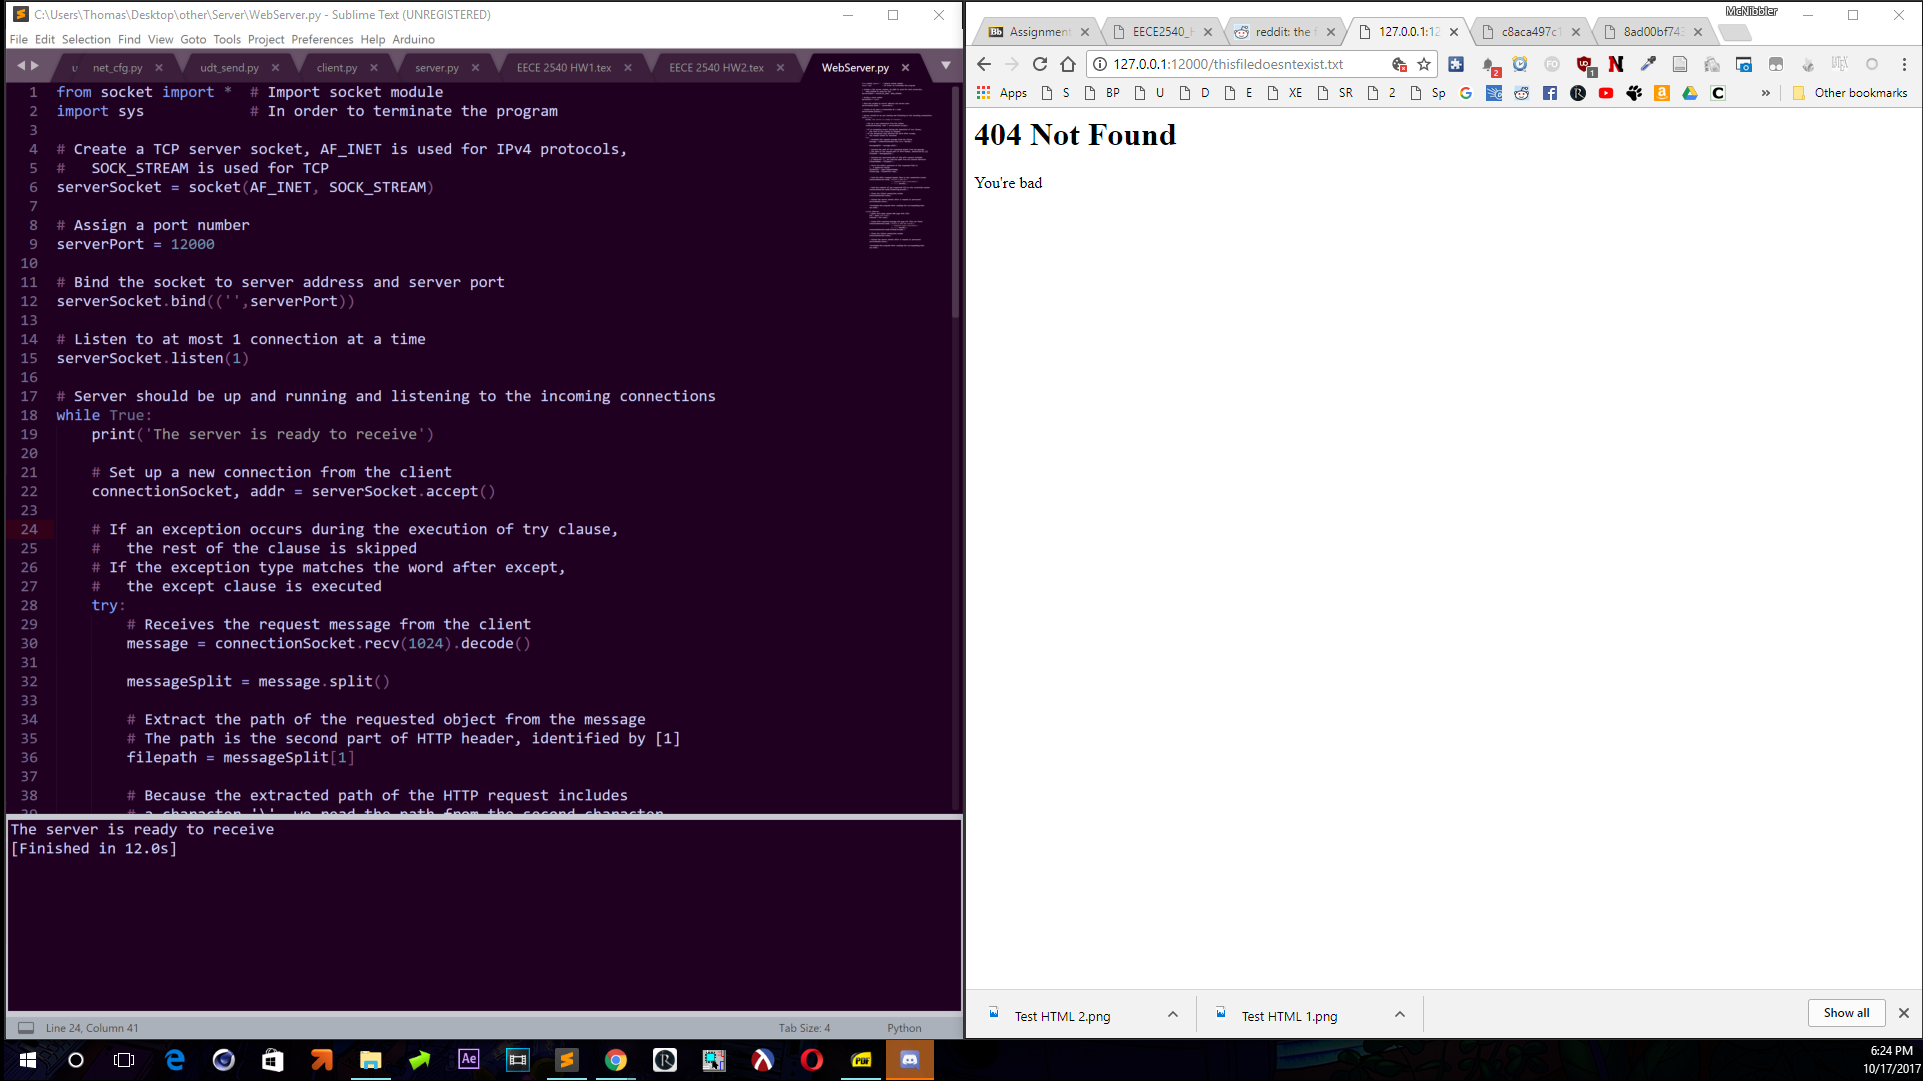 C:\Users\Thomas\Desktop\other\Server\WebServer.py - Sublime Text (UNREGISTERED)
File Edit Selection Find View Goto Tools Project Preferences Help Arduino
net_cfg.py udt_send.py client.py server.py EECE 2540 HW1.tex EECE 2540 HW2.tex WebServer.py
1 from socket import *  # Import socket module
2 import sys            # In order to terminate the program
3
4 # Create a TCP server socket, AF_INET is used for IPv4 protocols,
5 #   SOCK_STREAM is used for TCP
6 serverSocket = socket(AF_INET, SOCK_STREAM)
7
8 # Assign a port number
9 serverPort = 12000
10
11 # Bind the socket to server address and server port
12 serverSocket.bind(('',serverPort))
13
14 # Listen to at most 1 connection at a time
15 serverSocket.listen(1)
16
17 # Server should be up and running and listening to the incoming connections
18 while True:
19     print('The server is ready to receive')
20
21     # Set up a new connection from the client
22     connectionSocket, addr = serverSocket.accept()
23
24     # If an exception occurs during the execution of try clause,
25     #   the rest of the clause is skipped
26     # If the exception type matches the word after except,
27     #   the except clause is executed
28     try:
29         # Receives the request message from the client
30         message = connectionSocket.recv(1024).decode()
31
32         messageSplit = message.split()
33
34         # Extract the path of the requested object from the message
35         # The path is the second part of HTTP header, identified by [1]
36         filepath = messageSplit[1]
37
38         # Because the extracted path of the HTTP request includes
The server is ready to receive
[Finished in 12.0s]
Line 24, Column 41 Tab Size: 4 Python
McNibbler
Assignment EECE2540_H reddit: the f 127.0.0.1:12 c8aca497c1 8ad00bf743
127.0.0.1:12000/thisfiledoesntexist.txt
Apps S BP U D E XE SR 2 Sp » Other bookmarks
404 Not Found
You're bad
Test HTML 2.png Test HTML 1.png Show all
6:24 PM
10/17/2017